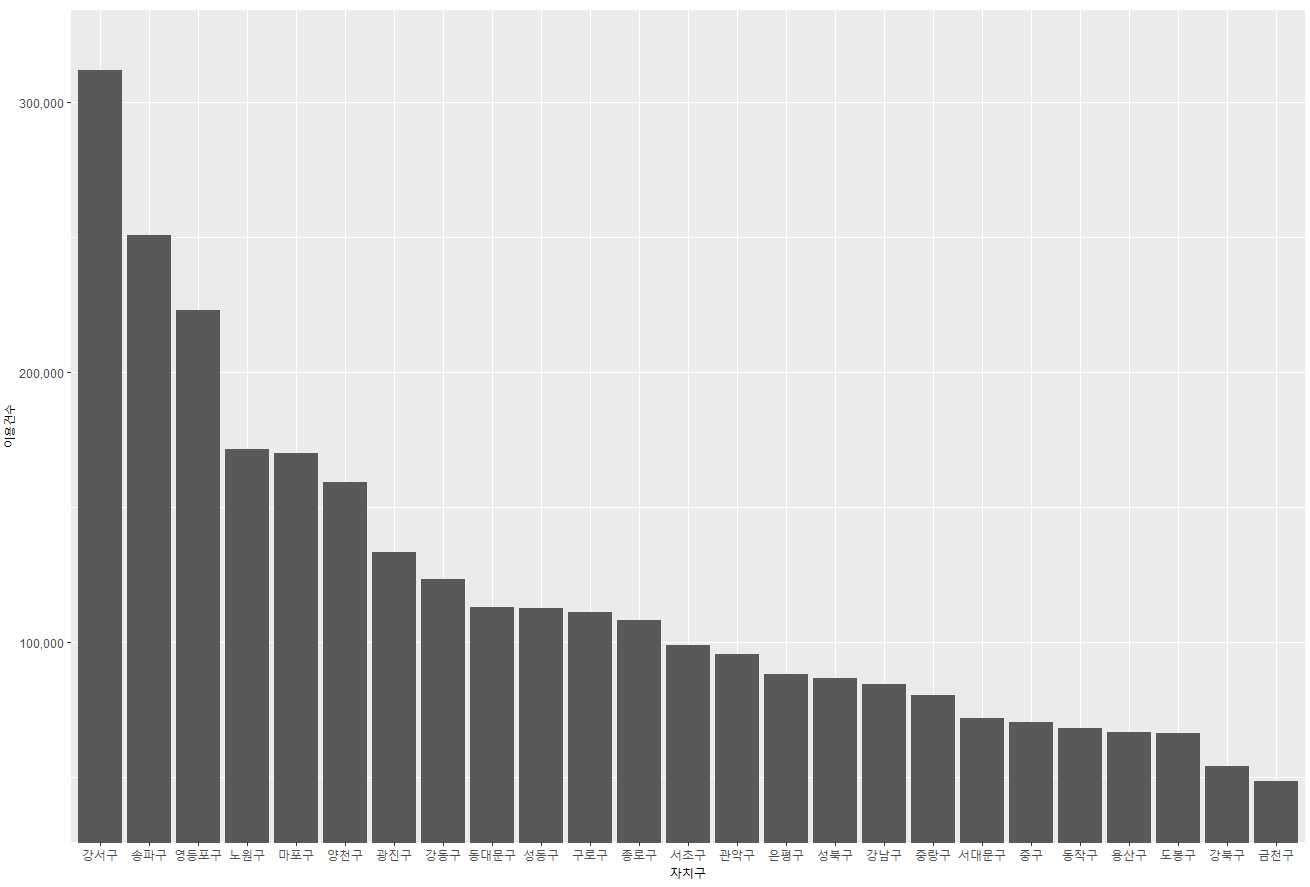 300,000
200,000
100,000
이용건수
강서구 송파구 영등포구 노원구 마포구 양천구 광진구 강동구 동대문구 성동구 구로구 종로구 서초구 관악구 은평구 성북구 강남구 중랑구 서대문구 중구 동작구 용산구 도봉구 강북구 금천구
자치구